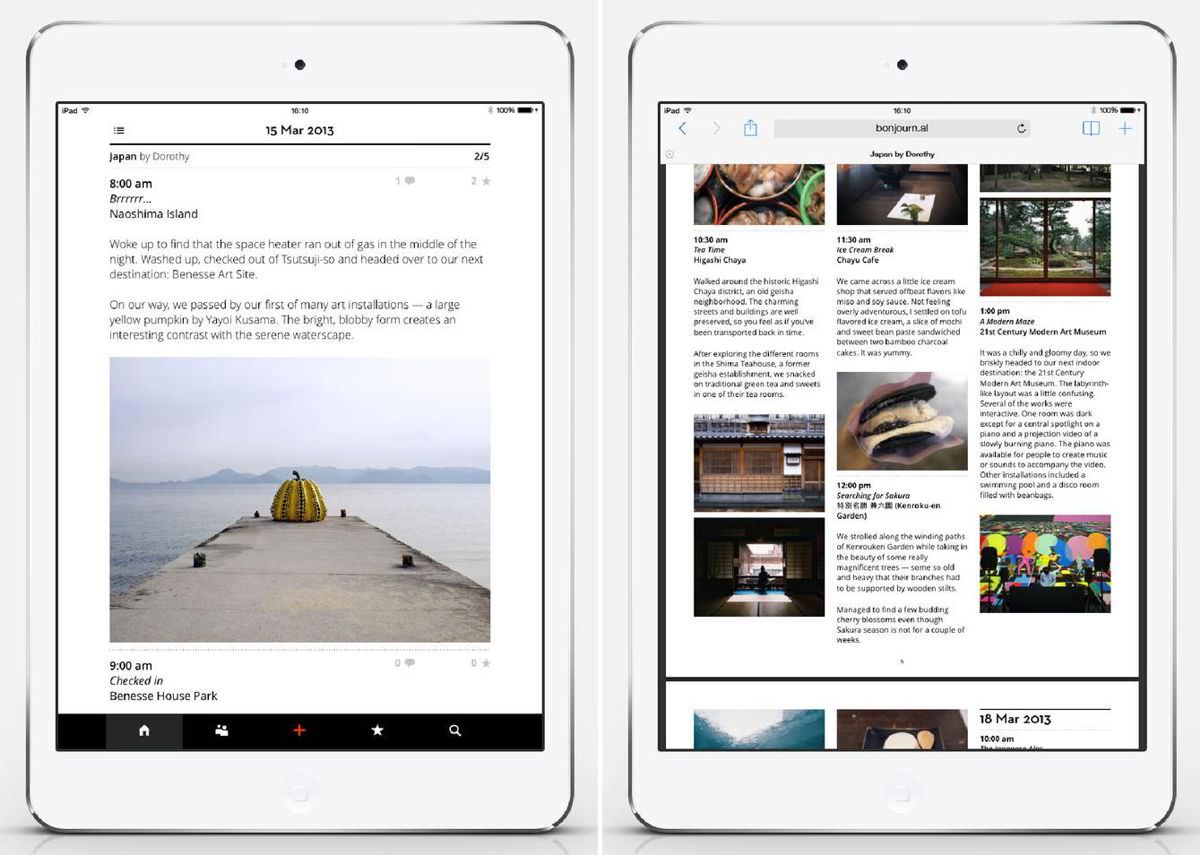 iPad
16:10
100%
15 Mar 2013
Japan by Dorothy
2/5
8:00 am
1
2
Brrrrrr...
Naoshima Island
Woke up to find that the space heater ran out of gas in the middle of the
night. Washed up, checked out of Tsutsuji-so and headed over to our next
destination: Benesse Art Site.
On our way, we passed by our first of many art installations — a large
yellow pumpkin by Yayoi Kusama. The bright, blobby form creates an
interesting contrast with the serene waterscape.
9:00 am
0
0
Checked in
Benesse House Park
iPad
16:10
100%
bonjourn.al
Japan by Dorothy
10:30 am
Tea Time
Higashi Chaya
Walked around the historic Higashi
Chaya district, an old geisha
neighborhood. The charming
streets and buildings are well
preserved, so you feel as if you've
been transported back in time.
After exploring the different rooms
in the Shima Teahouse, a former
geisha establishment, we snacked
on traditional green tea and sweets
in one of their tea rooms.
11:30 am
Ice Cream Break
Chayu Cafe
We came across a little ice cream
shop that served offbeat flavors like
miso and soy sauce. Not feeling
overly adventurous, I settled on tofu
flavored ice cream, a slice of mochi
and sweet bean paste sandwiched
between two bamboo charcoal
cakes. It was yummy.
12:00 pm
Searching for Sakura
特別名勝 兼六園 (Kenroku-en
Garden)
We strolled along the winding paths
of Kenrouken Garden while taking in
the beauty of some really
magnificent trees — some so old
and heavy that their branches had
to be supported by wooden stilts.
Managed to find a few budding
cherry blossoms even though
Sakura season is not for a couple of
weeks.
1:00 pm
A Modern Maze
21st Century Modern Art Museum
It was a chilly and gloomy day, so we
briskly headed to our next indoor
destination: the 21st Century
Modern Art Museum. The labyrinth-
like layout was a little confusing.
Several of the works were
interactive. One room was dark
except for a central spotlight on a
piano and a projection video of a
slowly burning piano. The piano was
available for people to create music
or sounds to accompany the video.
Other installations included a
swimming pool and a disco room
filled with beanbags.
18 Mar 2013
10:00 am
The Japanese Alps